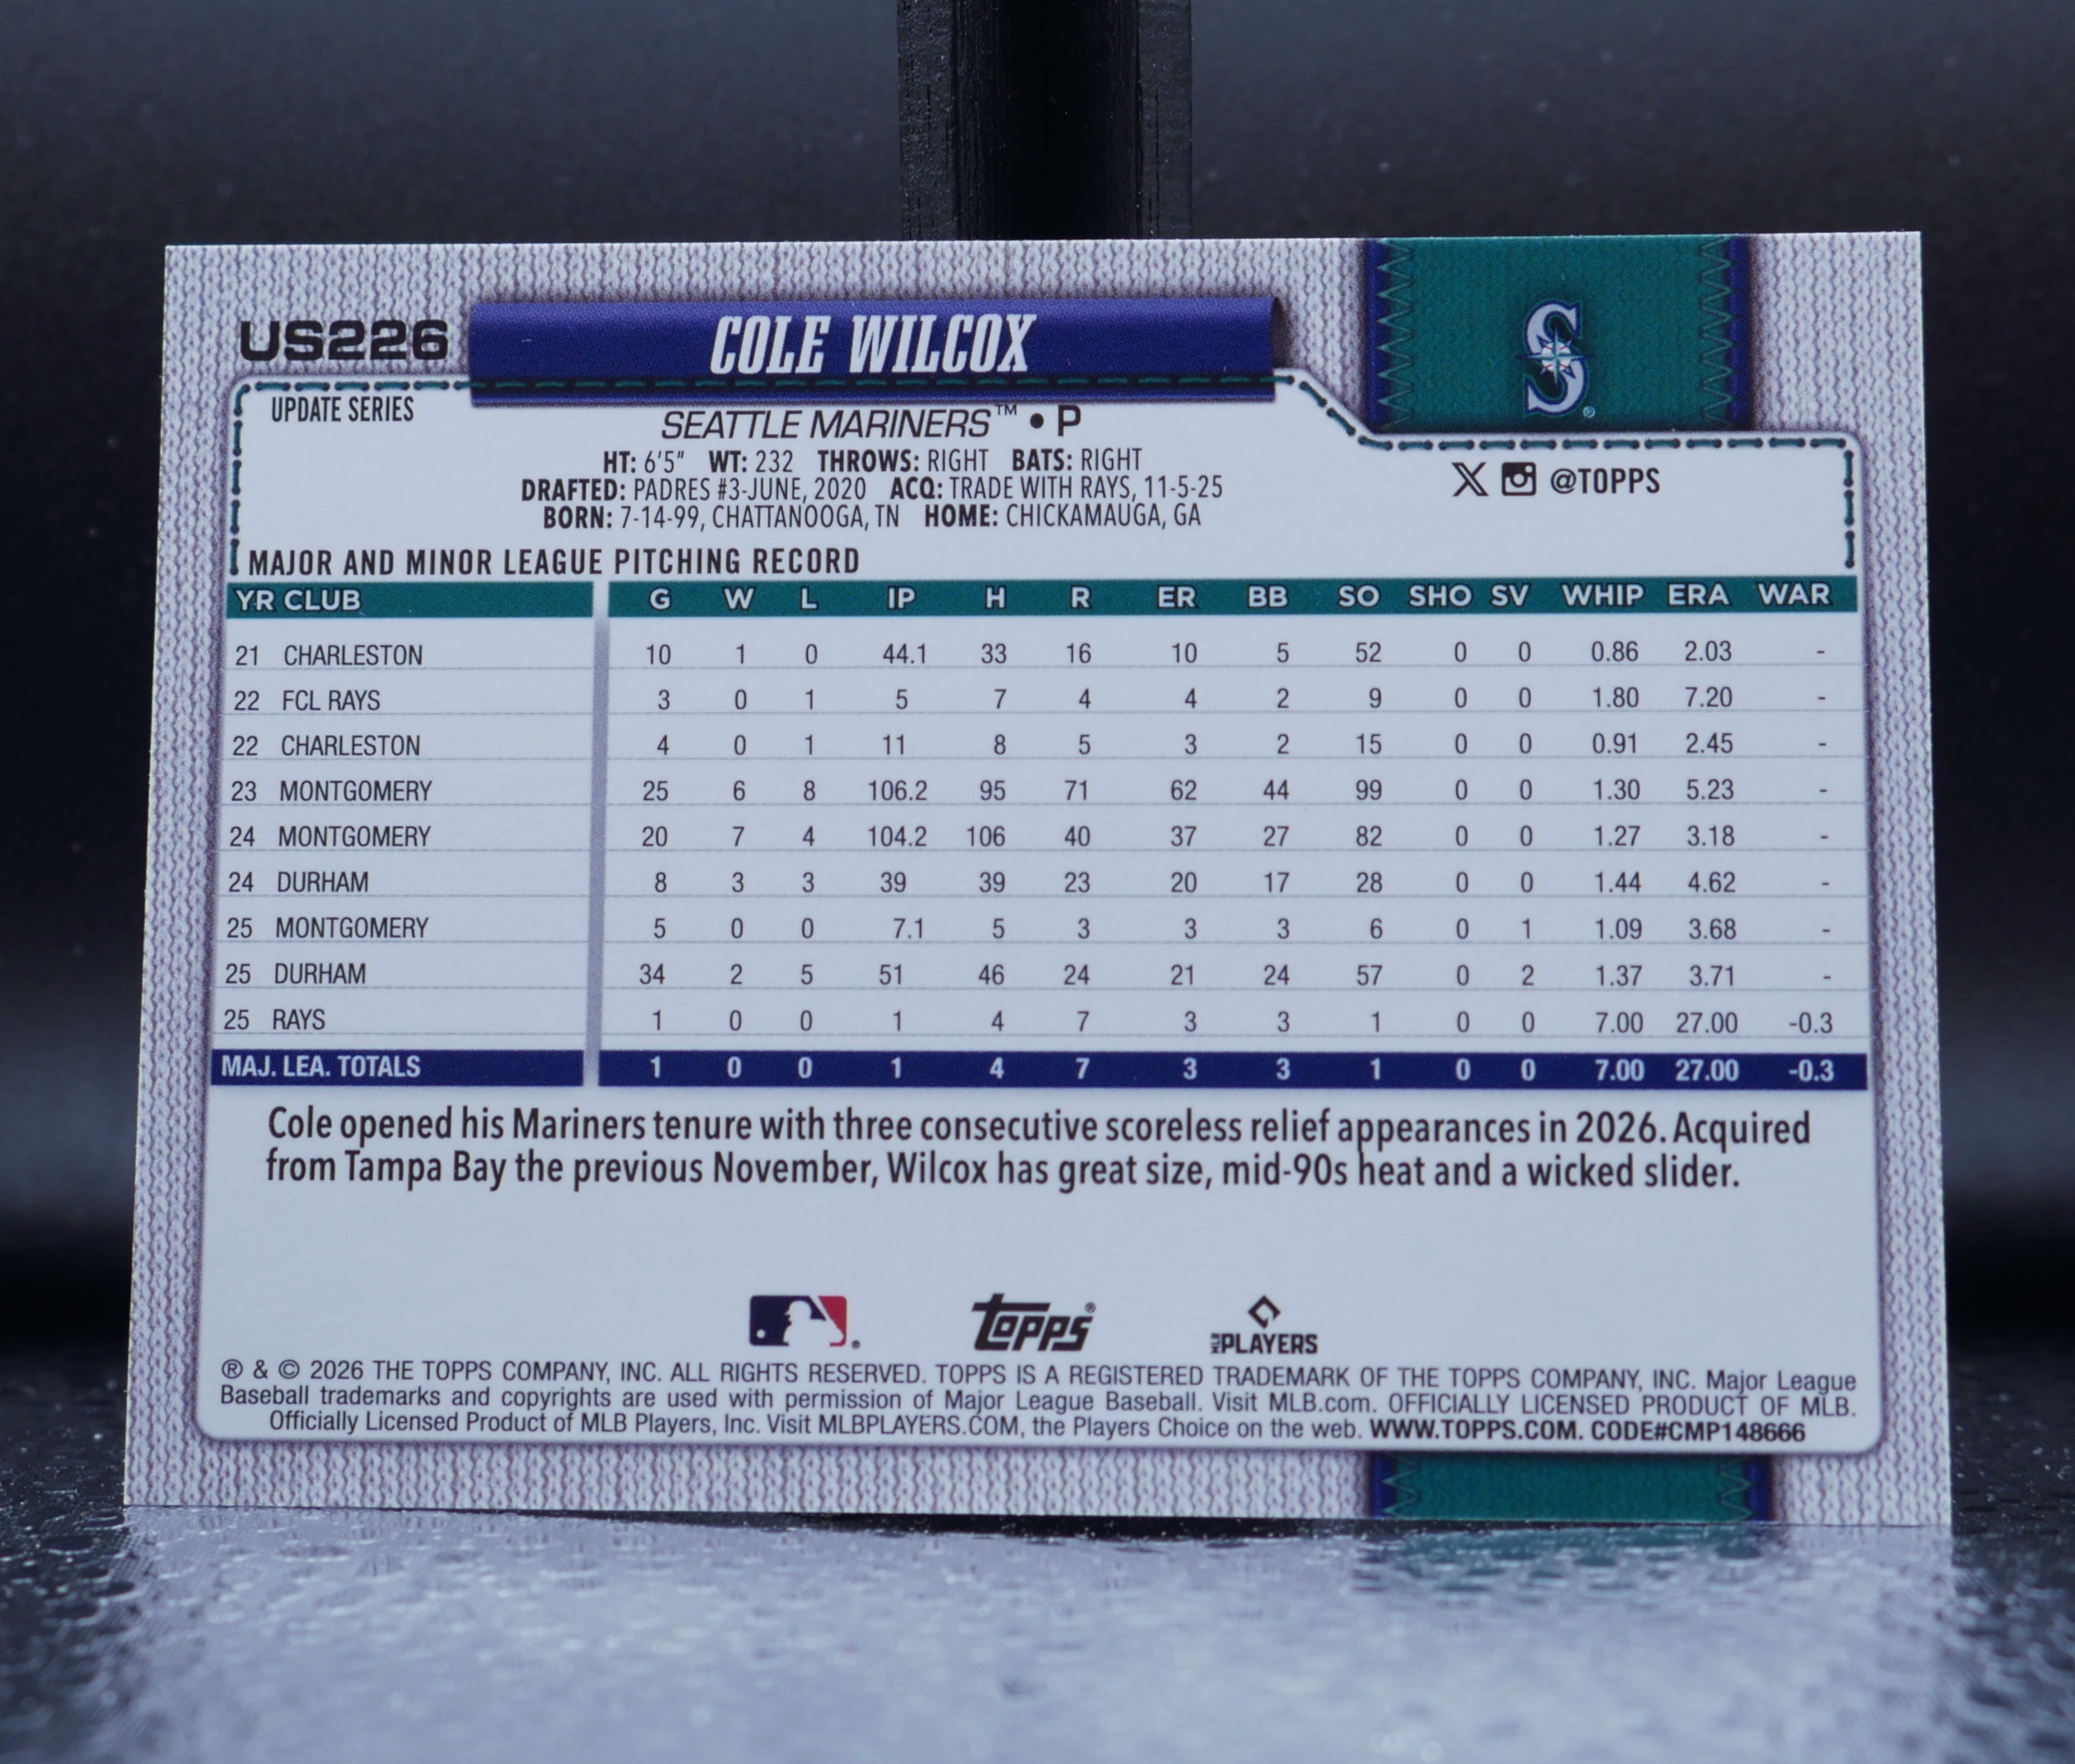 US226
COLE WILCOX
S
®
UPDATE SERIES
SEATTLE MARINERS™ • P
HT: 6'5" WT: 232 THROWS: RIGHT BATS: RIGHT
DRAFTED: PADRES #3-JUNE, 2020 ACQ: TRADE WITH RAYS, 11-5-25
BORN: 7-14-99, CHATTANOOGA, TN HOME: CHICKAMAUGA, GA
@TOPPS
MAJOR AND MINOR LEAGUE PITCHING RECORD
YR CLUB G W L IP H R ER BB SO SHO SV WHIP ERA WAR
21 CHARLESTON 10 1 0 44.1 33 16 10 5 52 0 0 0.86 2.03 -
22 FCL RAYS 3 0 1 5 7 4 4 2 9 0 0 1.80 7.20 -
22 CHARLESTON 4 0 1 11 8 5 3 2 15 0 0 0.91 2.45 -
23 MONTGOMERY 25 6 8 106.2 95 71 62 44 99 0 0 1.30 5.23 -
24 MONTGOMERY 20 7 4 104.2 106 40 37 27 82 0 0 1.27 3.18 -
24 DURHAM 8 3 3 39 39 23 20 17 28 0 0 1.44 4.62 -
25 MONTGOMERY 5 0 0 7.1 5 3 3 3 6 0 1 1.09 3.68 -
25 DURHAM 34 2 5 51 46 24 21 24 57 0 2 1.37 3.71 -
25 RAYS 1 0 0 1 4 7 3 3 1 0 0 7.00 27.00 -0.3
MAJ. LEA. TOTALS 1 0 0 1 4 7 3 3 1 0 0 7.00 27.00 -0.3
Cole opened his Mariners tenure with three consecutive scoreless relief appearances in 2026. Acquired
from Tampa Bay the previous November, Wilcox has great size, mid-90s heat and a wicked slider.
topps®
MLB PLAYERS
® & © 2026 THE TOPPS COMPANY, INC. ALL RIGHTS RESERVED. TOPPS IS A REGISTERED TRADEMARK OF THE TOPPS COMPANY, INC. Major League
Baseball trademarks and copyrights are used with permission of Major League Baseball. Visit MLB.com. OFFICIALLY LICENSED PRODUCT OF MLB.
Officially Licensed Product of MLB Players, Inc. Visit MLBPLAYERS.COM, the Players Choice on the web. WWW.TOPPS.COM. CODE#CMP148666